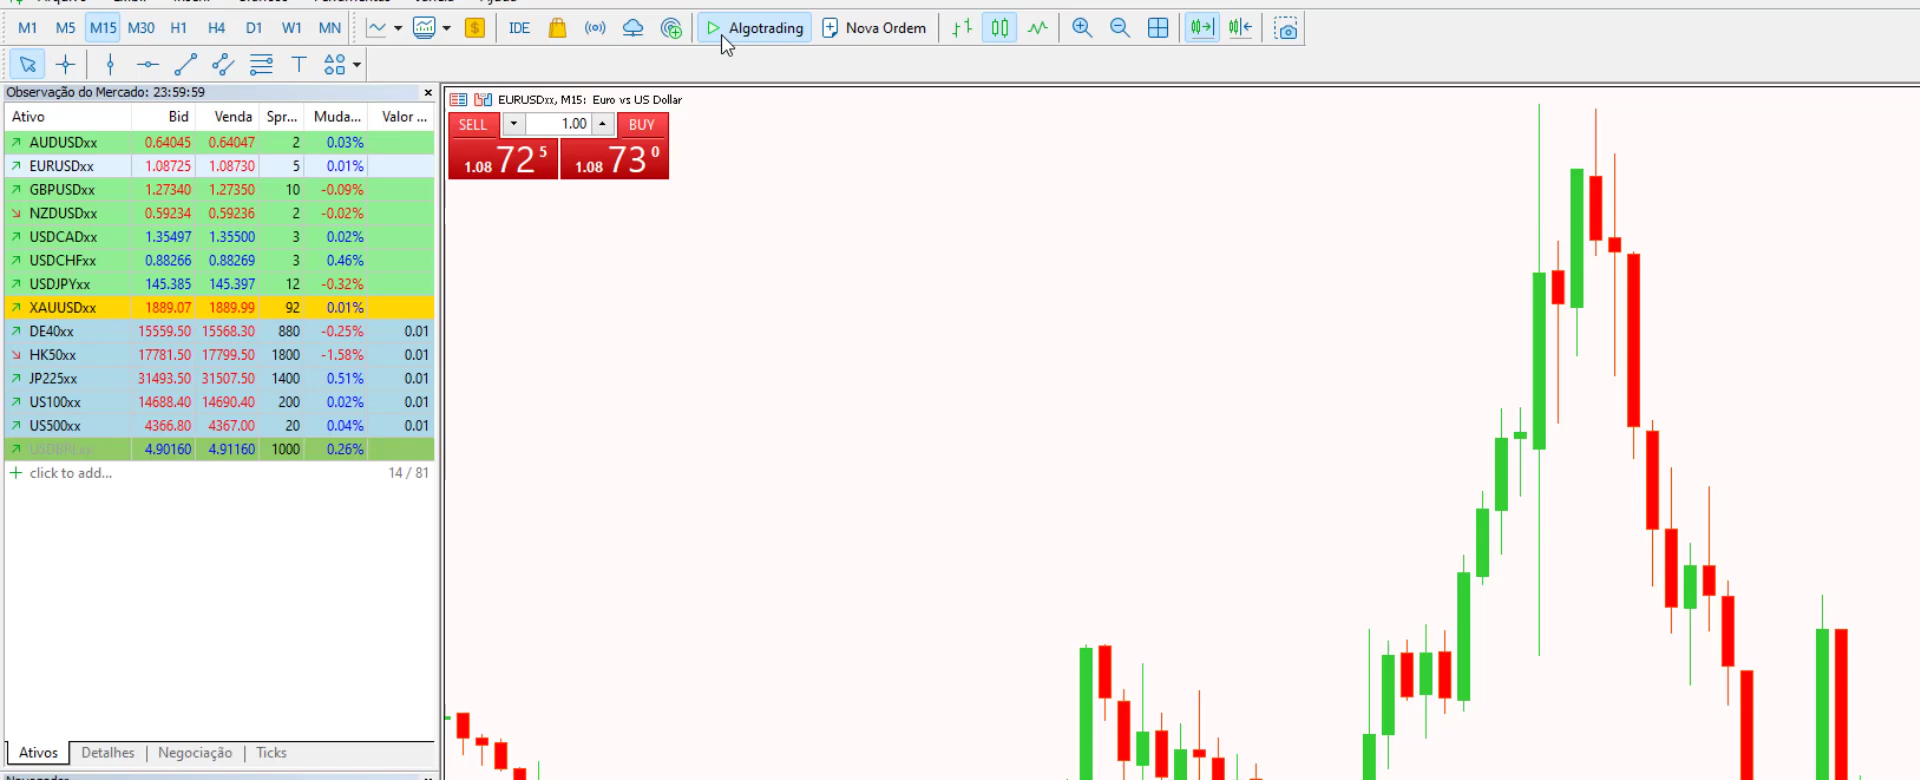 M1 M5 M15 M30 H1 H4 D1 W1 MN IDE Algotrading Nova Ordem
Observação do Mercado: 23:59:59
Ativo Bid Venda Spr... Muda... Valor ...
AUDUSDxx 0.64045 0.64047 2 0.03%
EURUSDxx 1.08725 1.08730 5 0.01%
GBPUSDxx 1.27340 1.27350 10 -0.09%
NZDUSDxx 0.59234 0.59236 2 -0.02%
USDCADxx 1.35497 1.35500 3 0.02%
USDCHFxx 0.88266 0.88269 3 0.46%
USDJPYxx 145.385 145.397 12 -0.32%
XAUUSDxx 1889.07 1889.99 92 0.01%
DE40xx 15559.50 15568.30 880 -0.25% 0.01
HK50xx 17781.50 17799.50 1800 -1.58% 0.01
JP225xx 31493.50 31507.50 1400 0.51% 0.01
US100xx 14688.40 14690.40 200 0.02% 0.01
US500xx 4366.80 4367.00 20 0.04% 0.01
4.90160 4.91160 1000 0.26%
click to add... 14 / 81
Ativos Detalhes | Negociação | Ticks
EURUSDxx, M15: Euro vs US Dollar
SELL 1.00 BUY
1.08 72 5 1.08 73 0